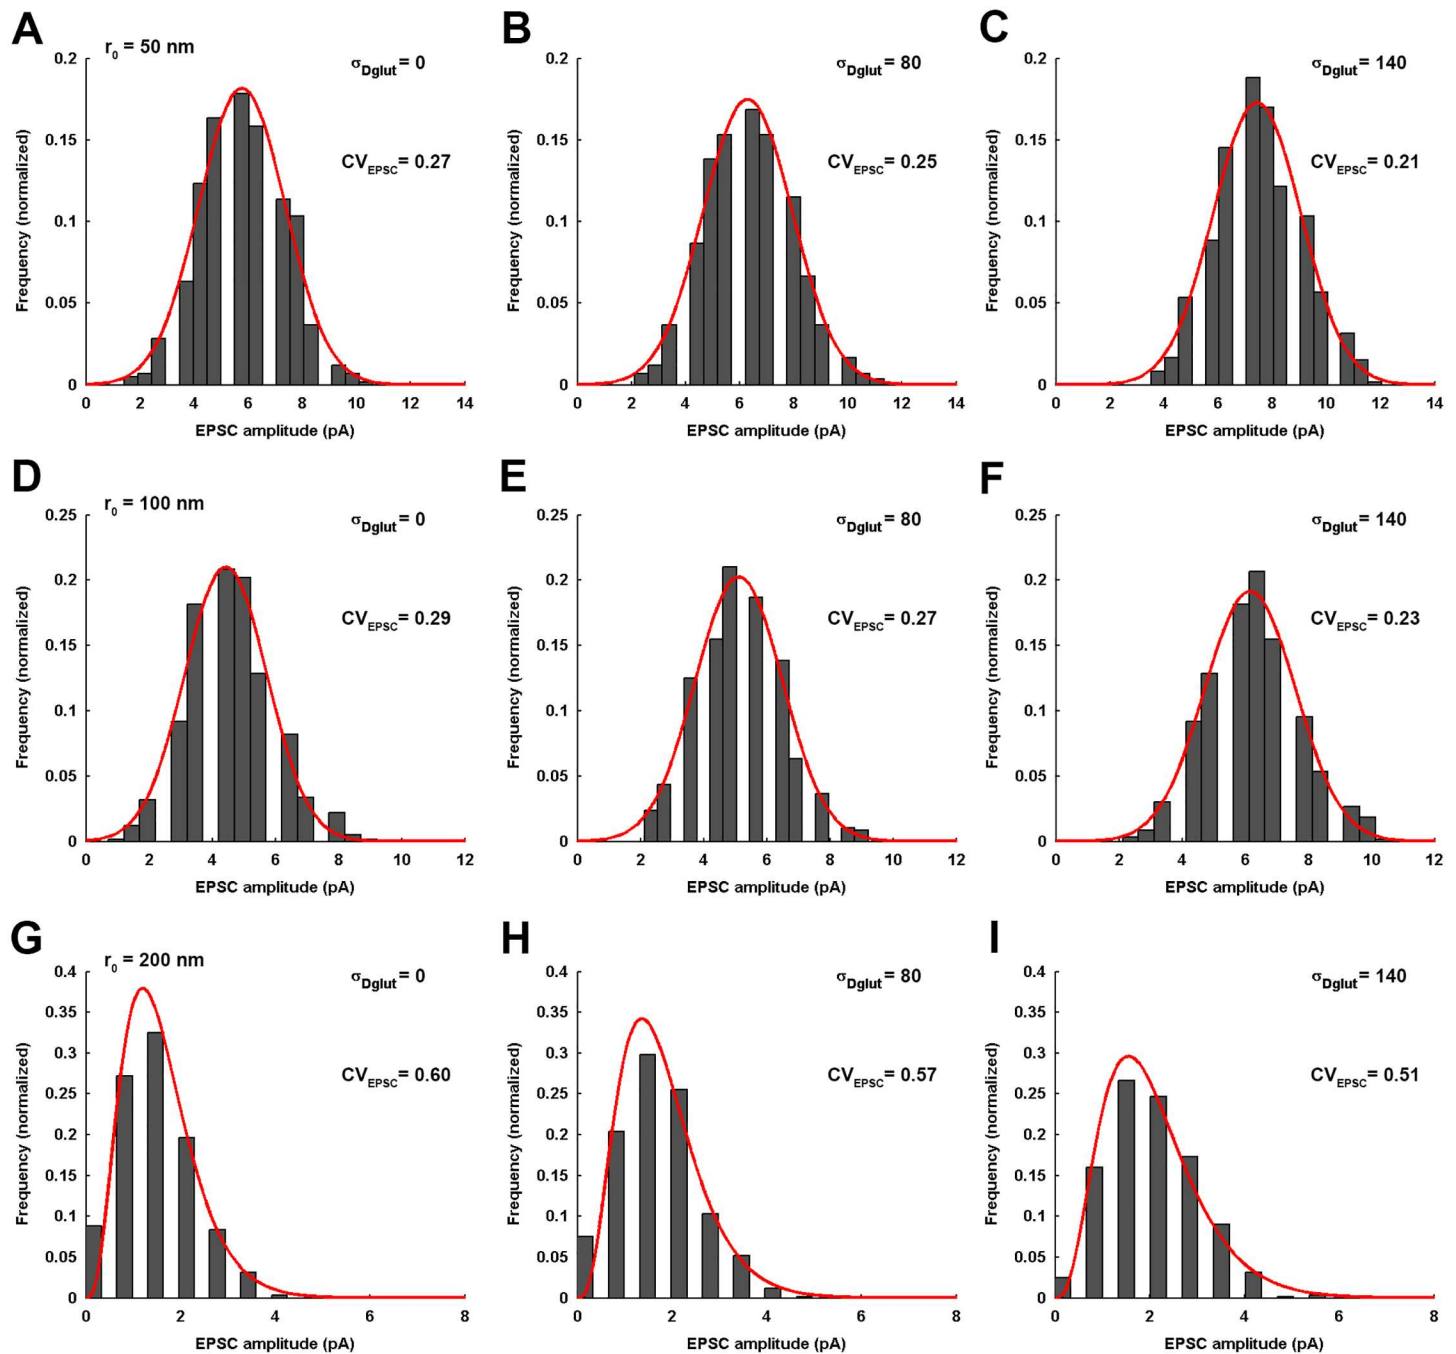 A
r0 = 50 nm
σDglut = 0
CVEPSC = 0.27
Frequency (normalized)
0.2
0.15
0.1
0.05
0
0 2 4 6 8 10 12 14
EPSC amplitude (pA)
B
σDglut = 80
CVEPSC = 0.25
Frequency (normalized)
0.2
0.15
0.1
0.05
0
0 2 4 6 8 10 12 14
EPSC amplitude (pA)
C
σDglut = 140
CVEPSC = 0.21
Frequency (normalized)
0.2
0.15
0.1
0.05
0
0 2 4 6 8 10 12 14
EPSC amplitude (pA)
D
r0 = 100 nm
σDglut = 0
CVEPSC = 0.29
Frequency (normalized)
0.25
0.2
0.15
0.1
0.05
0
0 2 4 6 8 10 12
EPSC amplitude (pA)
E
σDglut = 80
CVEPSC = 0.27
Frequency (normalized)
0.25
0.2
0.15
0.1
0.05
0
0 2 4 6 8 10 12
EPSC amplitude (pA)
F
σDglut = 140
CVEPSC = 0.23
Frequency (normalized)
0.25
0.2
0.15
0.1
0.05
0
0 2 4 6 8 10 12
EPSC amplitude (pA)
G
r0 = 200 nm
σDglut = 0
CVEPSC = 0.60
Frequency (normalized)
0.4
0.35
0.3
0.25
0.2
0.15
0.1
0.05
0
0 2 4 6 8
EPSC amplitude (pA)
H
σDglut = 80
CVEPSC = 0.57
Frequency (normalized)
0.4
0.35
0.3
0.25
0.2
0.15
0.1
0.05
0
0 2 4 6 8
EPSC amplitude (pA)
I
σDglut = 140
CVEPSC = 0.51
Frequency (normalized)
0.4
0.35
0.3
0.25
0.2
0.15
0.1
0.05
0
0 2 4 6 8
EPSC amplitude (pA)